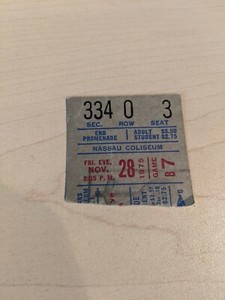 334 0 3
SEC. ROW SEAT
END PROMENADE
ADULT $5.50
STUDENT $2.75
NASSAU COLISEUM
FRI. EVE.
NOV. 28 1975
8:05 P.M.
GAME 87